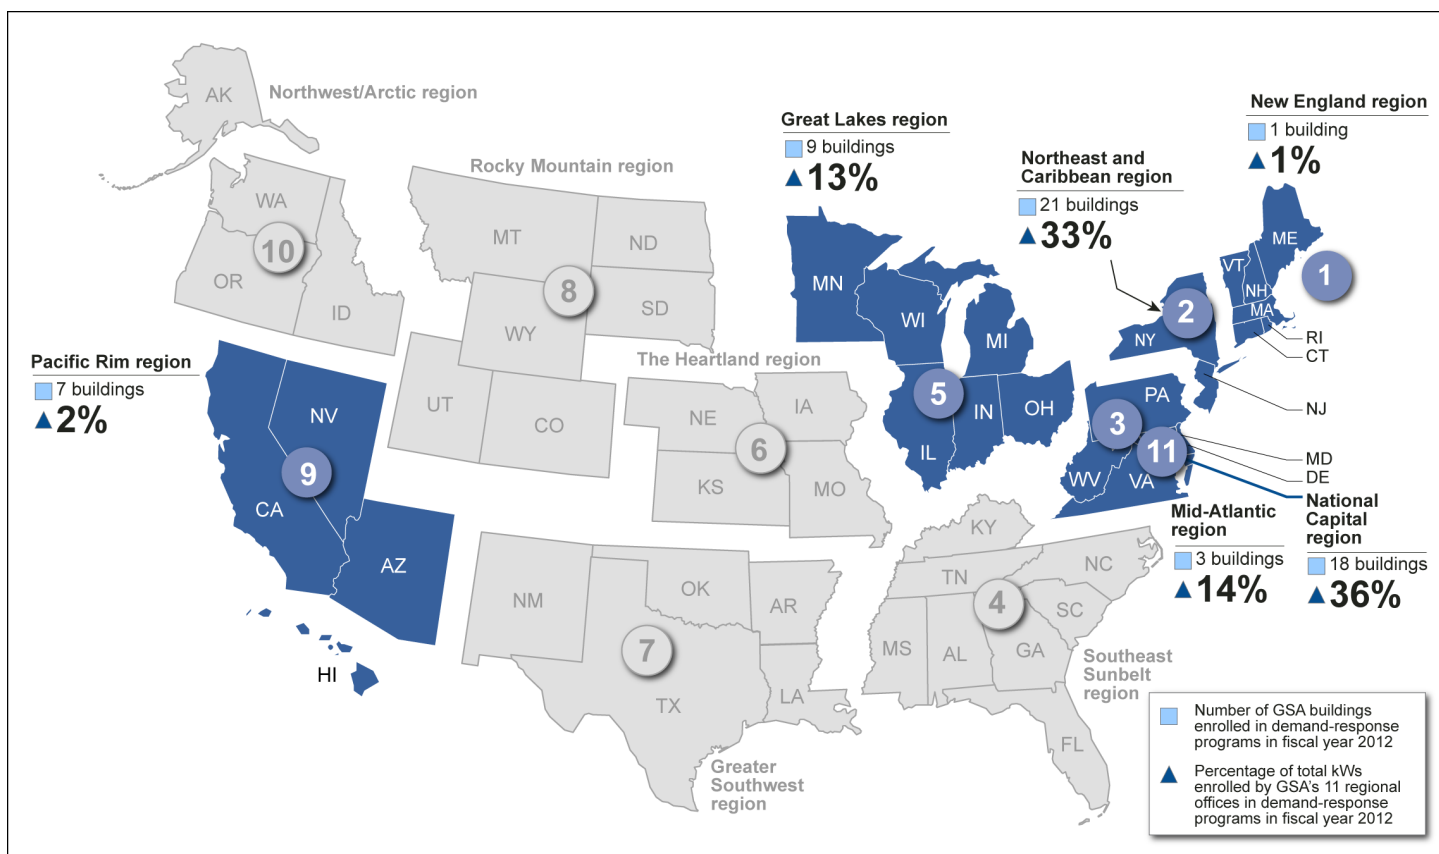 AK
Northwest/Arctic region
WA
10
OR
ID
Rocky Mountain region
MT
ND
8
SD
WY
UT
CO
Great Lakes region
9 buildings
13%
MN
WI
MI
5
IL
IN
OH
Northeast and
Caribbean region
21 buildings
33%
2
NY
New England region
1 building
1%
ME
VT
NH
MA
1
RI
CT
NJ
PA
3
11
WV
VA
MD
DE
Pacific Rim region
7 buildings
2%
NV
9
CA
AZ
HI
The Heartland region
NE
IA
6
KS
MO
Mid-Atlantic
region
3 buildings
14%
National
Capital
region
18 buildings
36%
NM
OK
AR
7
TX
LA
Greater
Southwest
region
KY
TN
NC
4
SC
MS
AL
GA
FL
Southeast
Sunbelt
region
Number of GSA buildings
enrolled in demand-response
programs in fiscal year 2012
Percentage of total kWs
enrolled by GSA's 11 regional
offices in demand-response
programs in fiscal year 2012